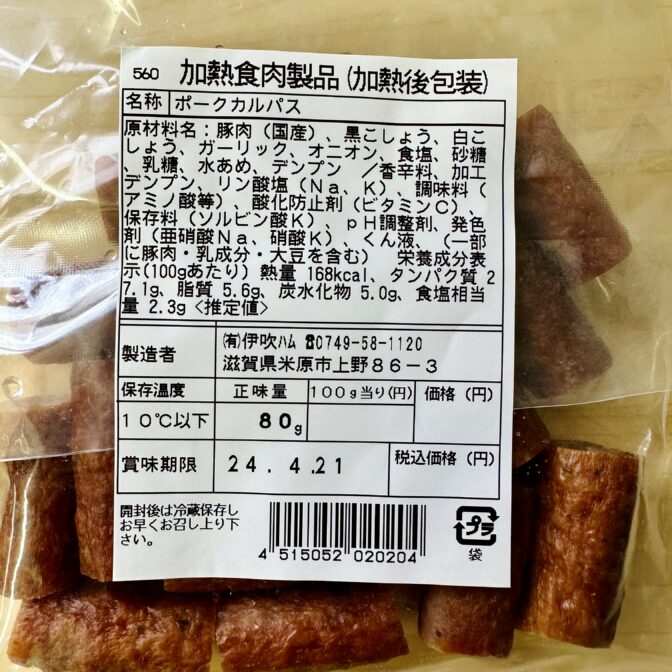 560 加熱食肉製品(加熱後包装)
名称 ポークカルパス
原材料名:豚肉(国産)、黒こしょう、白こ
しょう、ガーリック、オニオン、食塩、砂糖
、乳糖、水あめ、デンプン ／香辛料、加工
デンプン、リン酸塩(Na、K)、調味料(
アミノ酸等)、酸化防止剤(ビタミンC)、
保存料(ソルビン酸K)、pH調整剤、発色
剤(亜硝酸Na、硝酸K)、くん液、(一部
に豚肉・乳成分・大豆を含む) 栄養成分表
示(100gあたり)熱量 168kcal、タンパク質 2
7.1g、脂質 5.6g、炭水化物 5.0g、食塩相当
量 2.3g <推定値>
製造者
(有)伊吹ハム ☎0749-58-1120
滋賀県米原市上野86-3
保存温度 正味量 100g当り(円) 価格(円)
10℃以下 80g
賞味期限 24.4.21 税込価格(円)
開封後は冷蔵保存し
お早くお召し上り下
さい。
4 515052 020204
プラ
袋